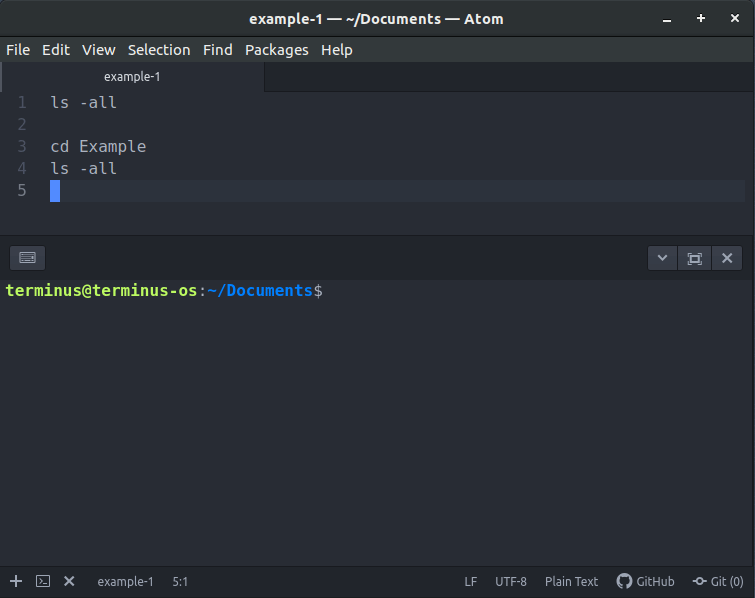 example-1 — ~/Documents — Atom
File Edit View Selection Find Packages Help
example-1
1 ls -all
2
3 cd Example
4 ls -all
5
terminus@terminus-os:~/Documents$
example-1 5:1 LF UTF-8 Plain Text GitHub Git (0)